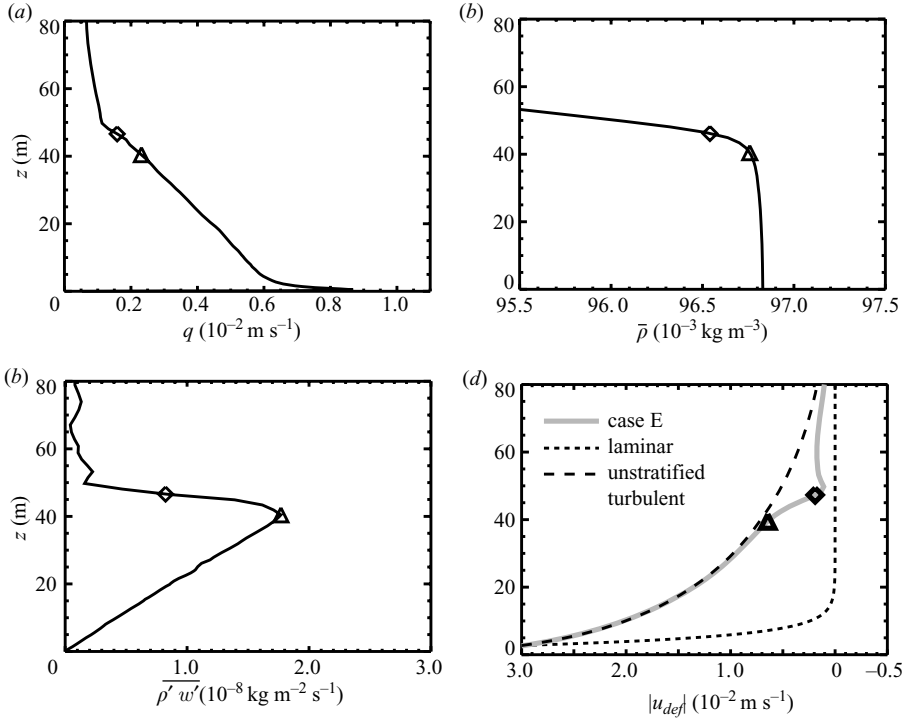 (a)
80
60
z (m)
40
20
0
0.2
0.4
0.6
0.8
1.0
q (10⁻² m s⁻¹)
(b)
80
60
40
20
0
95.5
96.0
96.5
97.0
97.5
ρ̅ (10⁻³ kg m⁻³)
(b)
80
60
z (m)
40
20
0
1.0
2.0
3.0
ρ′ w′ (10⁻⁸ kg m⁻² s⁻¹)
(d)
80
case E
laminar
60
unstratified
turbulent
40
20
0
3.0
2.0
1.0
0
−0.5
|u_def| (10⁻² m s⁻¹)